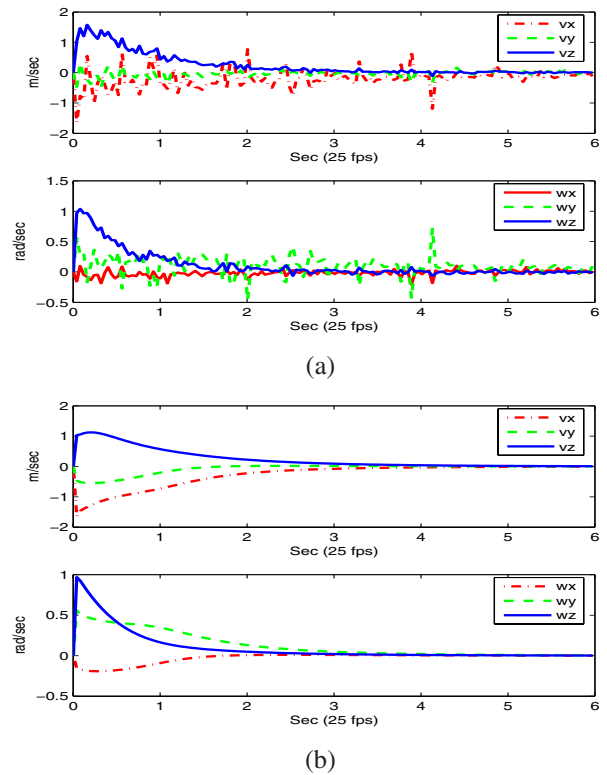 2
1
0
−1
−2
m/sec
0 1 2 3 4 5 6
Sec (25 fps)
vx
vy
vz
1.5
1
0.5
0
−0.5
rad/sec
0 1 2 3 4 5 6
Sec (25 fps)
wx
wy
wz
(a)
2
1
0
−1
−2
m/sec
0 1 2 3 4 5 6
Sec (25 fps)
vx
vy
vz
1
0.5
0
−0.5
rad/sec
0 1 2 3 4 5 6
Sec (25 fps)
wx
wy
wz
(b)